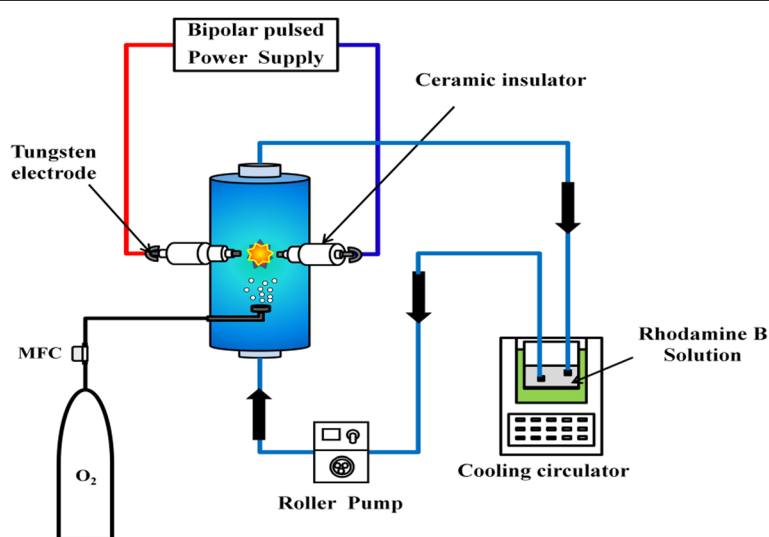 Bipolar pulsed
Power Supply
Ceramic insulator
Tungsten
electrode
MFC
Rhodamine B
Solution
O₂
Cooling circulator
Roller Pump